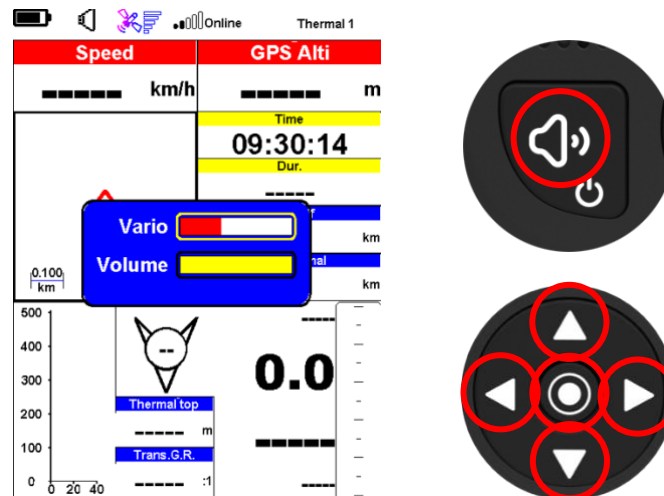 Online Thermal 1
Speed GPS Alti
----- km/h ----- m
Time
09:30:14
Dur.
-----
km
Vario
Volume
nal
0.100
km
km
500
400
300
200
100
0
0 20 40
--
-----
0.0
Thermal top
----- m
Trans.G.R.
----- :1
-----
-----